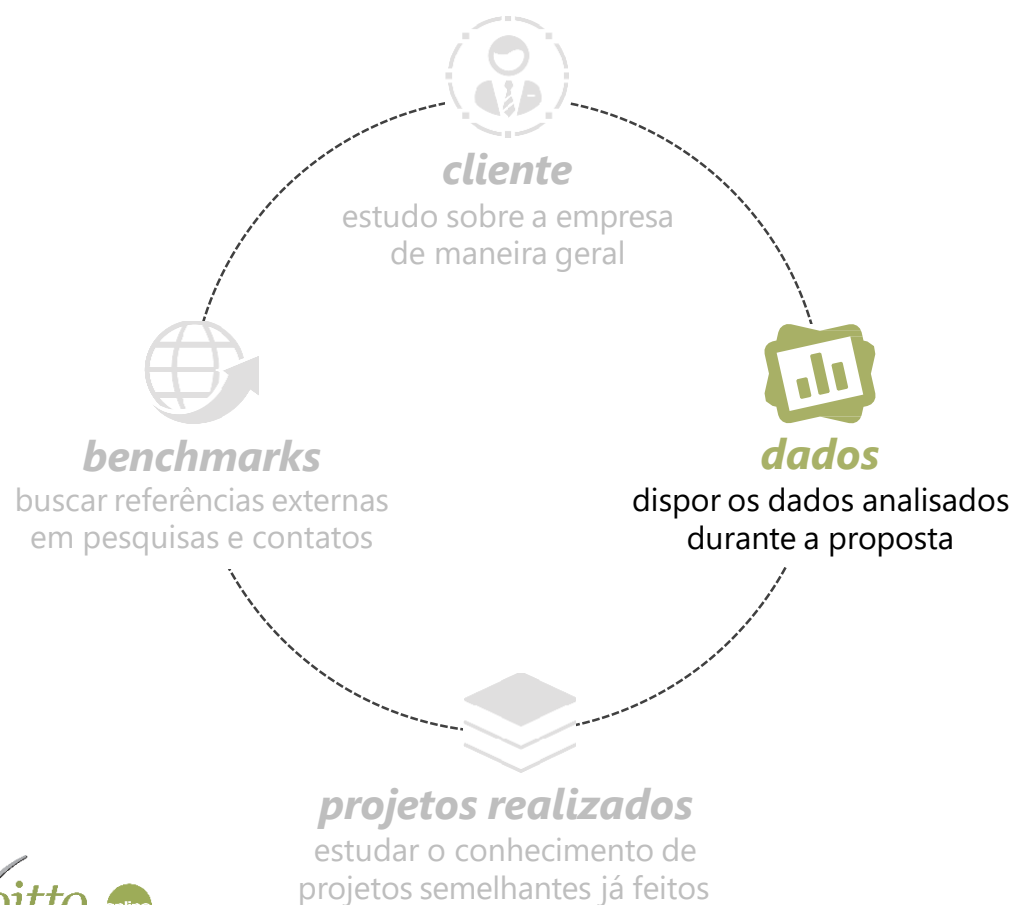 cliente
estudo sobre a empresa
de maneira geral
benchmarks
buscar referências externas
em pesquisas e contatos
dados
dispor os dados analisados
durante a proposta
projetos realizados
estudar o conhecimento de
projetos semelhantes já feitos